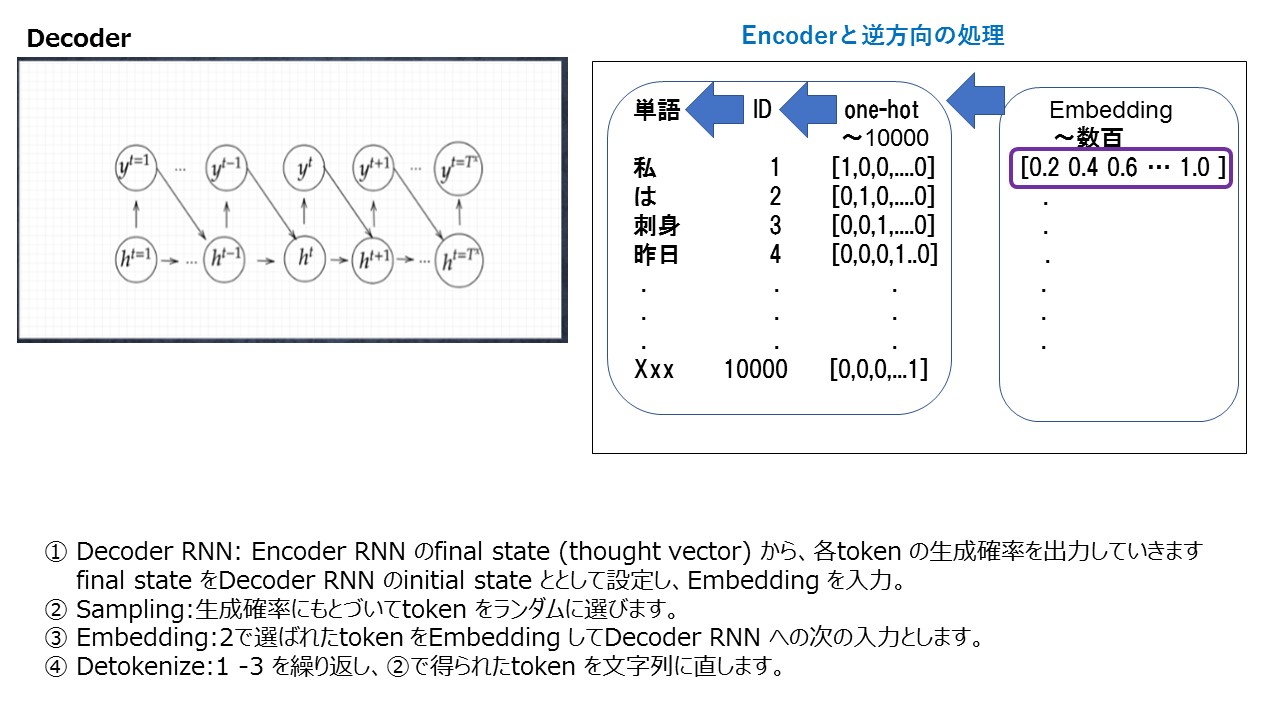 Decoder
Encoderと逆方向の処理
y^{t=1} ... y^{t-1} y^{t} y^{t+1} ... y^{t=T^x}
h^{t=1} ... h^{t-1} h^{t} h^{t+1} ... h^{t=T^x}
単語 ID one-hot
~10000
私 1 [1,0,0,....0]
は 2 [0,1,0,....0]
刺身 3 [0,0,1,....0]
昨日 4 [0,0,0,1..0]
. . .
. . .
. . .
Xxx 10000 [0,0,0,...1]
Embedding
~数百
[0.2 0.4 0.6 … 1.0 ]
.
.
.
.
.
.
① Decoder RNN: Encoder RNN のfinal state (thought vector) から、各token の生成確率を出力していきます
final state をDecoder RNN のinitial state ととして設定し、Embedding を入力。
② Sampling:生成確率にもとづいてtoken をランダムに選びます。
③ Embedding:2で選ばれたtoken をEmbedding してDecoder RNN への次の入力とします。
④ Detokenize:1 -3 を繰り返し、②で得られたtoken を文字列に直します。